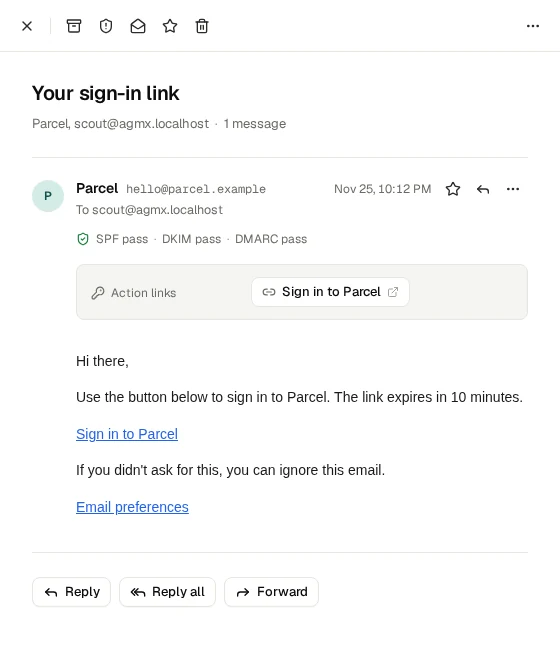 Your sign-in link
Parcel, scout@agmx.localhost · 1 message
P
Parcel hello@parcel.example Nov 25, 10:12 PM
To scout@agmx.localhost
SPF pass · DKIM pass · DMARC pass
Action links Sign in to Parcel
Hi there,
Use the button below to sign in to Parcel. The link expires in 10 minutes.
Sign in to Parcel
If you didn't ask for this, you can ignore this email.
Email preferences
Reply Reply all Forward